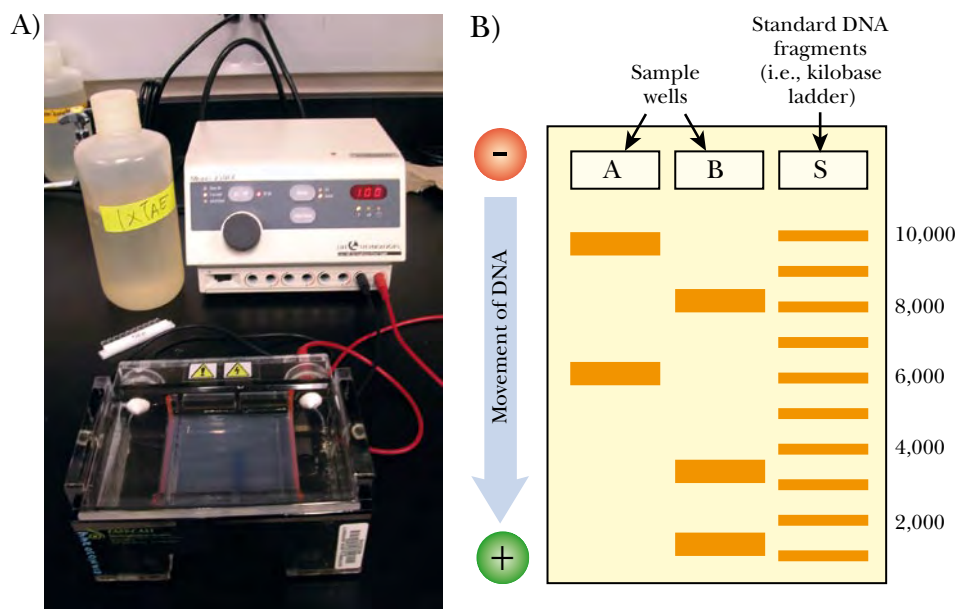 A)
1xTAE
100
B)
Standard DNA
fragments
(i.e., kilobase
ladder)
Sample
wells
-
A
B
S
Movement of DNA
+
10,000
8,000
6,000
4,000
2,000